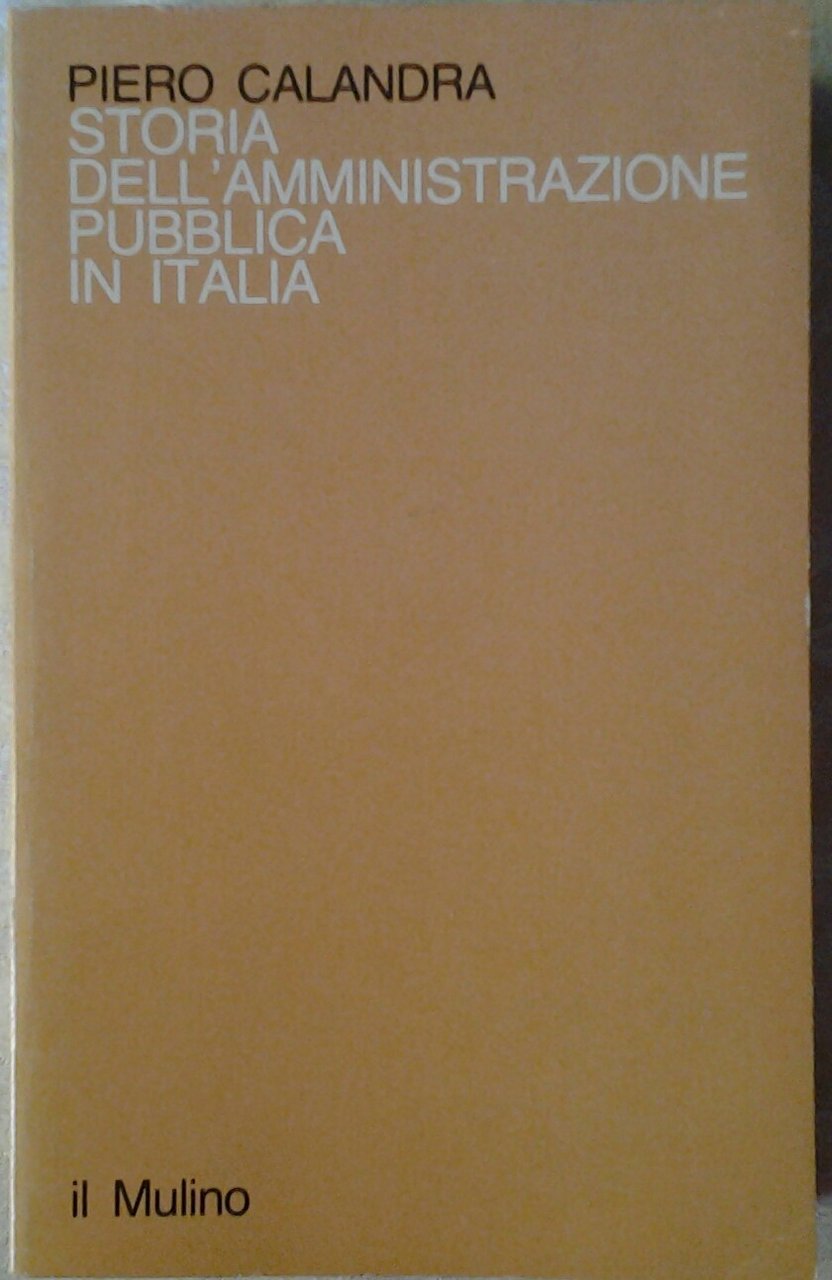 PIERO CALANDRA
STORIA
DELL'AMMINISTRAZIONE
PUBBLICA
IN ITALIA
il Mulino